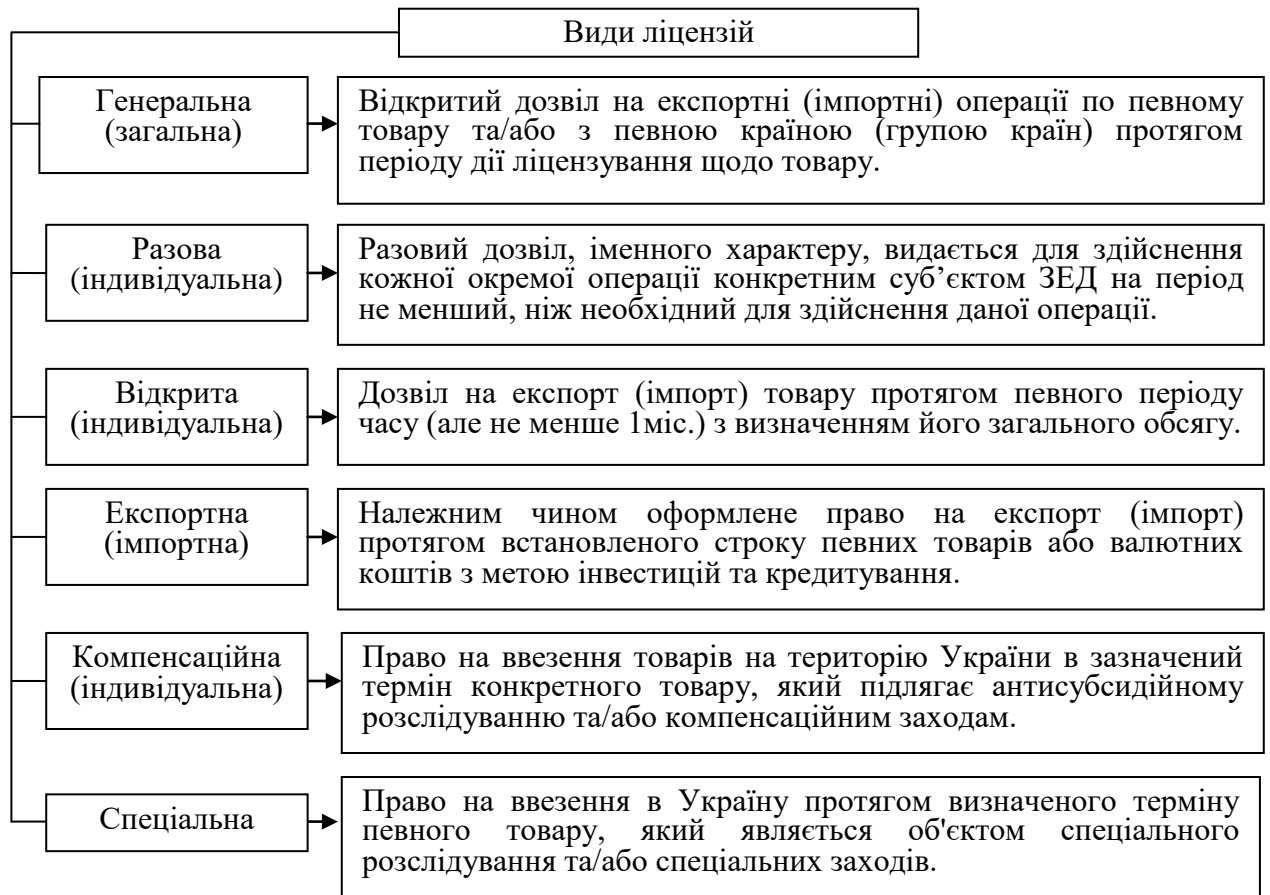 Види ліцензій
Генеральна
(загальна)
Відкритий дозвіл на експортні (імпортні) операції по певному
товару та/або з певною країною (групою країн) протягом
періоду дії ліцензування щодо товару.
Разова
(індивідуальна)
Разовий дозвіл, іменного характеру, видається для здійснення
кожної окремої операції конкретним суб’єктом ЗЕД на період
не менший, ніж необхідний для здійснення даної операції.
Відкрита
(індивідуальна)
Дозвіл на експорт (імпорт) товару протягом певного періоду
часу (але не менше 1міс.) з визначенням його загального обсягу.
Експортна
(імпортна)
Належним чином оформлене право на експорт (імпорт)
протягом встановленого строку певних товарів або валютних
коштів з метою інвестицій та кредитування.
Компенсаційна
(індивідуальна)
Право на ввезення товарів на територію України в зазначений
термін конкретного товару, який підлягає антисубсидійному
розслідуванню та/або компенсаційним заходам.
Спеціальна
Право на ввезення в Україну протягом визначеного терміну
певного товару, який являється об'єктом спеціального
розслідування та/або спеціальних заходів.